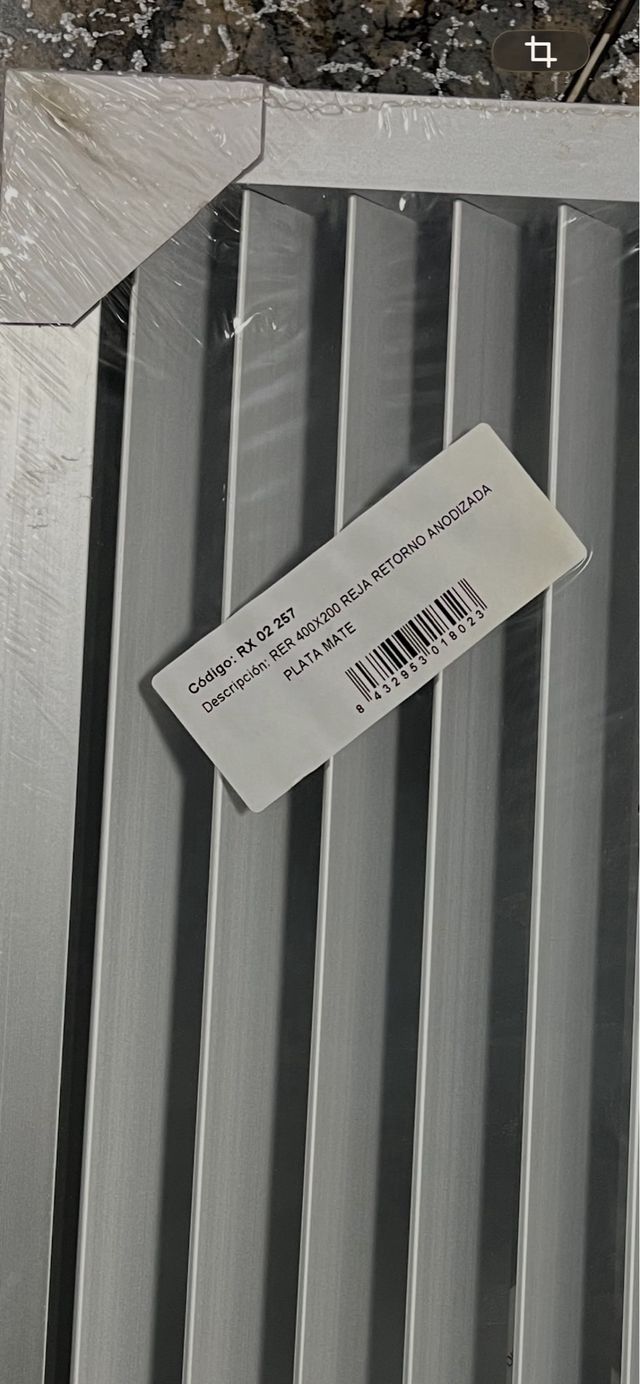 Código: RX 02 257
Descripción: RER 400X200 REJA RETORNO ANODIZADA
PLATA MATE
8 432953 018023